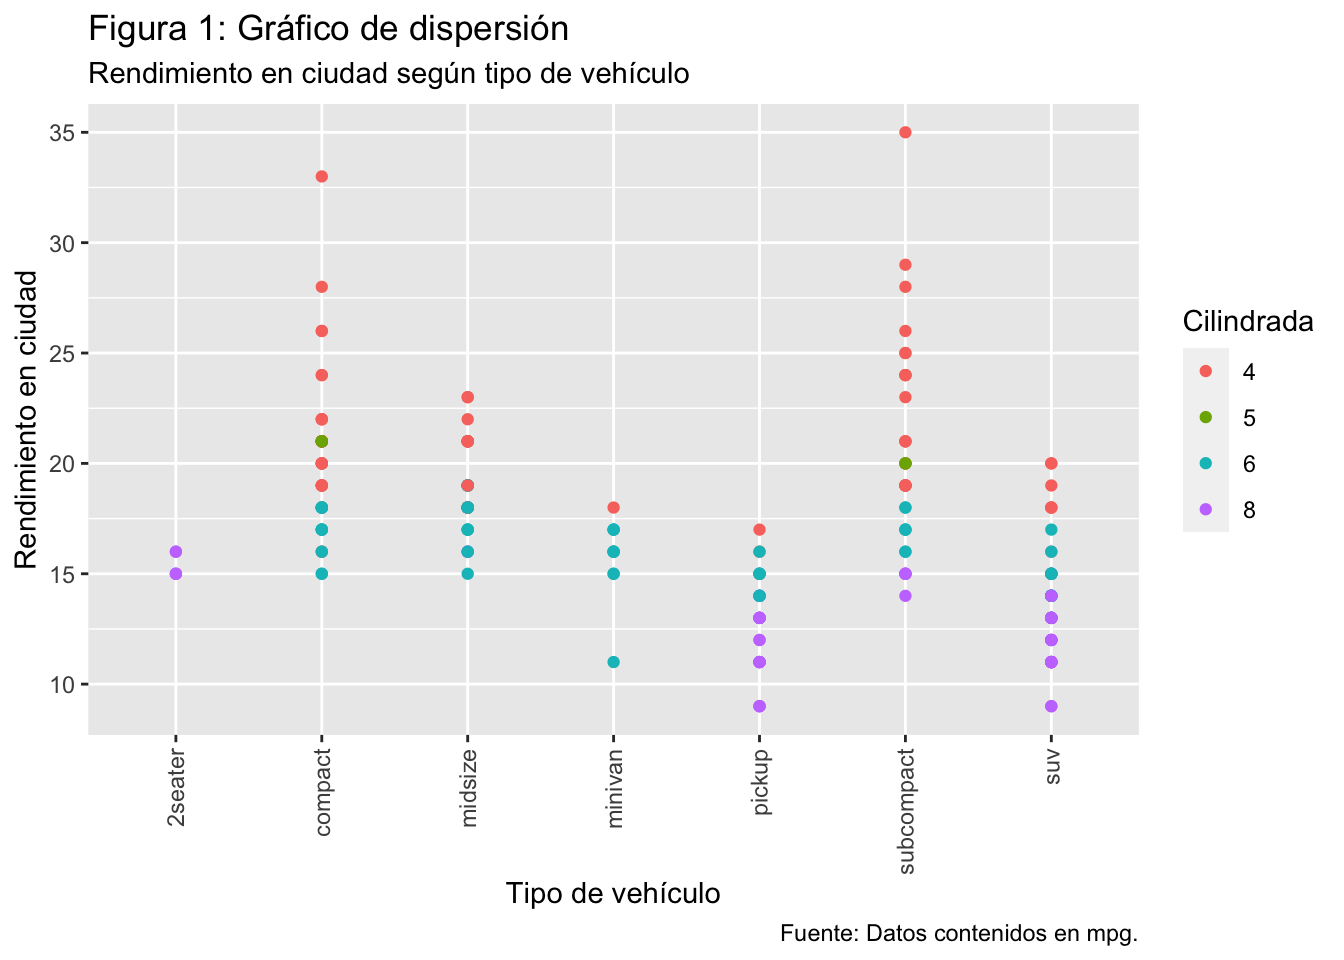 Figura 1: Gráfico de dispersión
Rendimiento en ciudad según tipo de vehículo
Rendimiento en ciudad
35
30
25
20
15
10
2seater
compact
midsize
minivan
pickup
subcompact
suv
Tipo de vehículo
Cilindrada
4
5
6
8
Fuente: Datos contenidos en mpg.